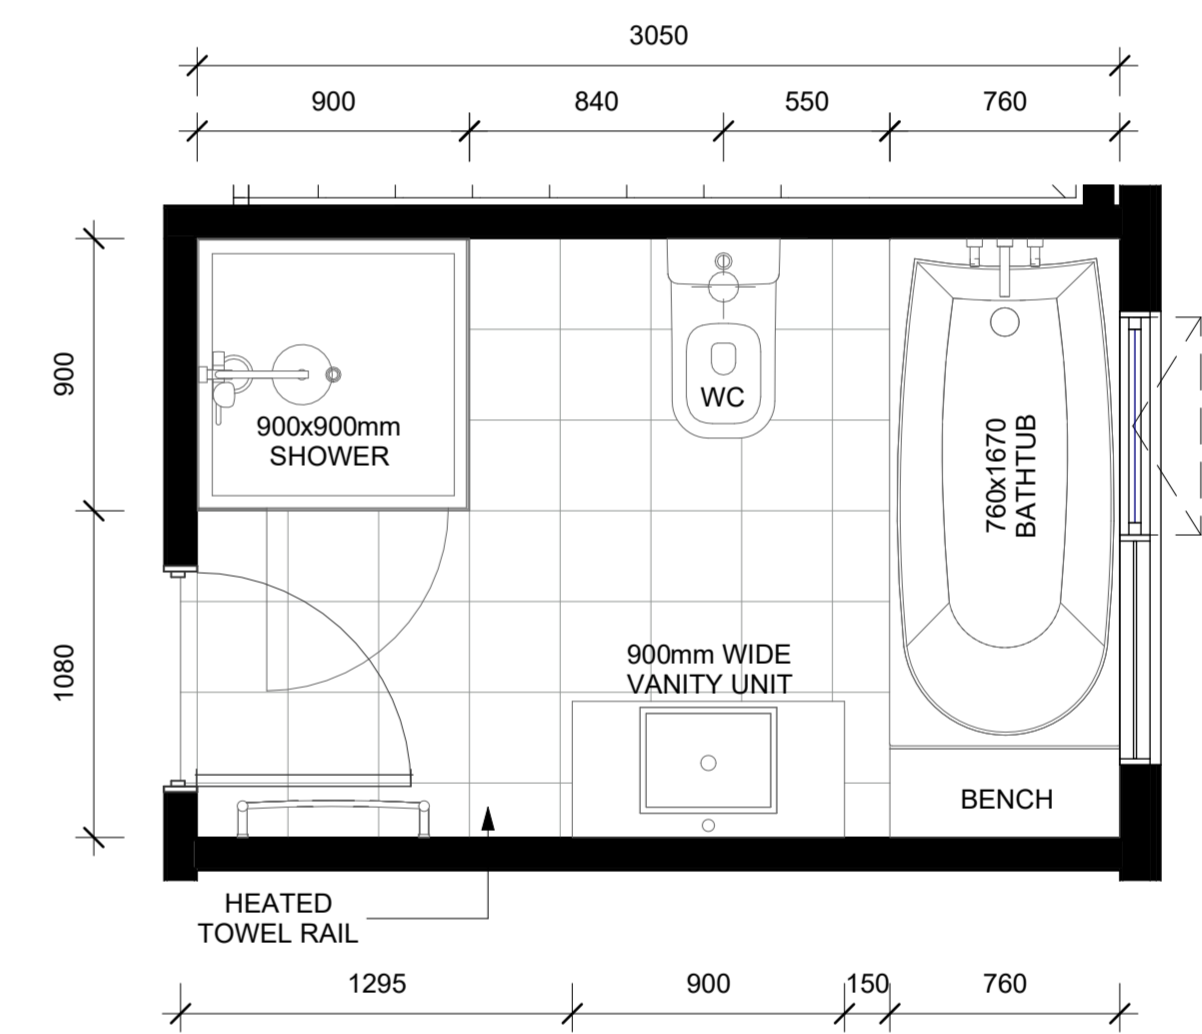 3050
900
840
550
760
900
900x900mm
SHOWER
WC
760x1670
BATHTUB
1080
900mm WIDE
VANITY UNIT
BENCH
HEATED
TOWEL RAIL
1295
900
150
760